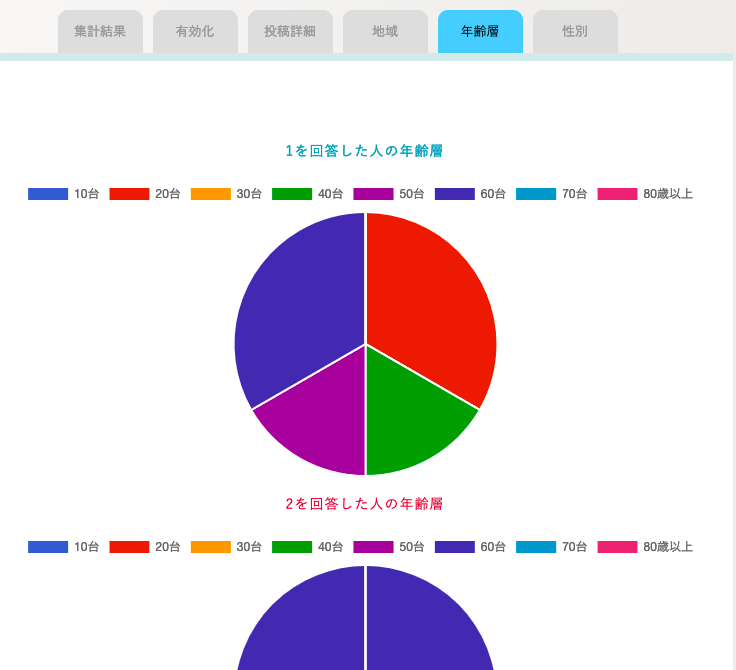 集計結果 有効化 投稿詳細 地域 年齢層 性別
1を回答した人の年齢層
10台 20台 30台 40台 50台 60台 70台 80歳以上
2を回答した人の年齢層
10台 20台 30台 40台 50台 60台 70台 80歳以上